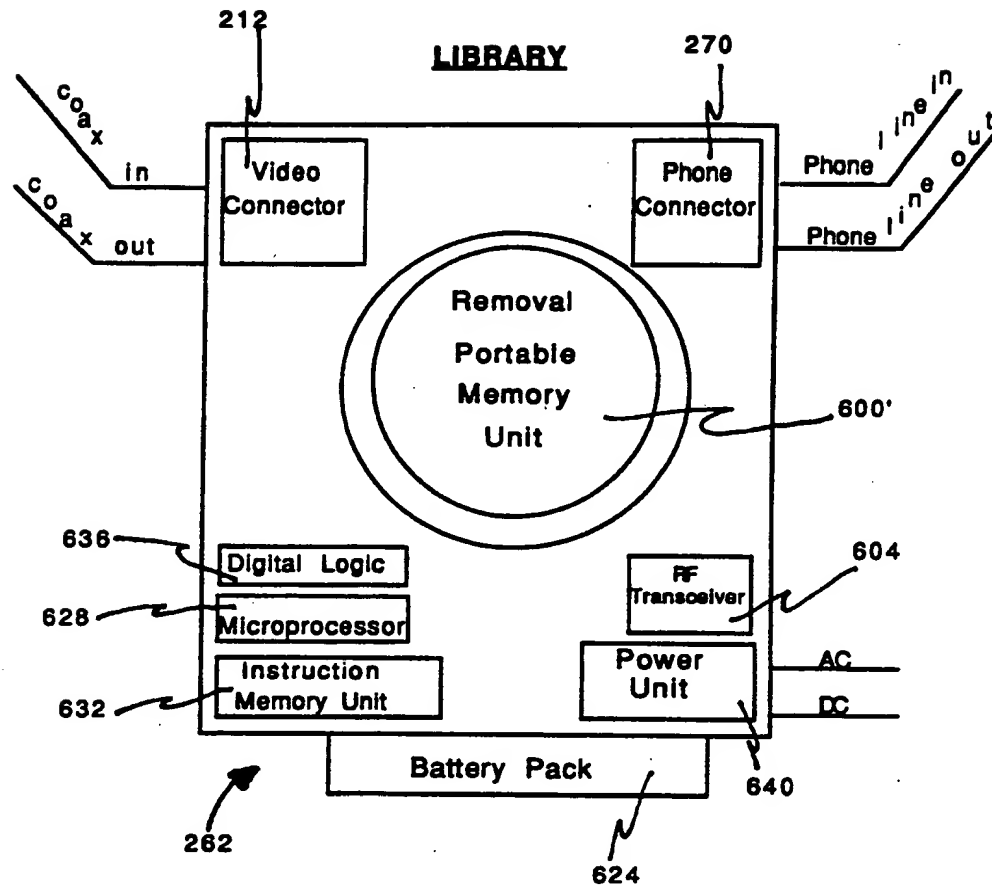 212
LIBRARY
270
coax in
coax out
Video
Connector
Phone
Connector
Phone line in
Phone line out
Removal
Portable
Memory
Unit
600'
636
Digital Logic
628
Microprocessor
632
Instruction
Memory Unit
RF
Transceiver
604
Power
Unit
AC
DC
640
Battery Pack
262
624